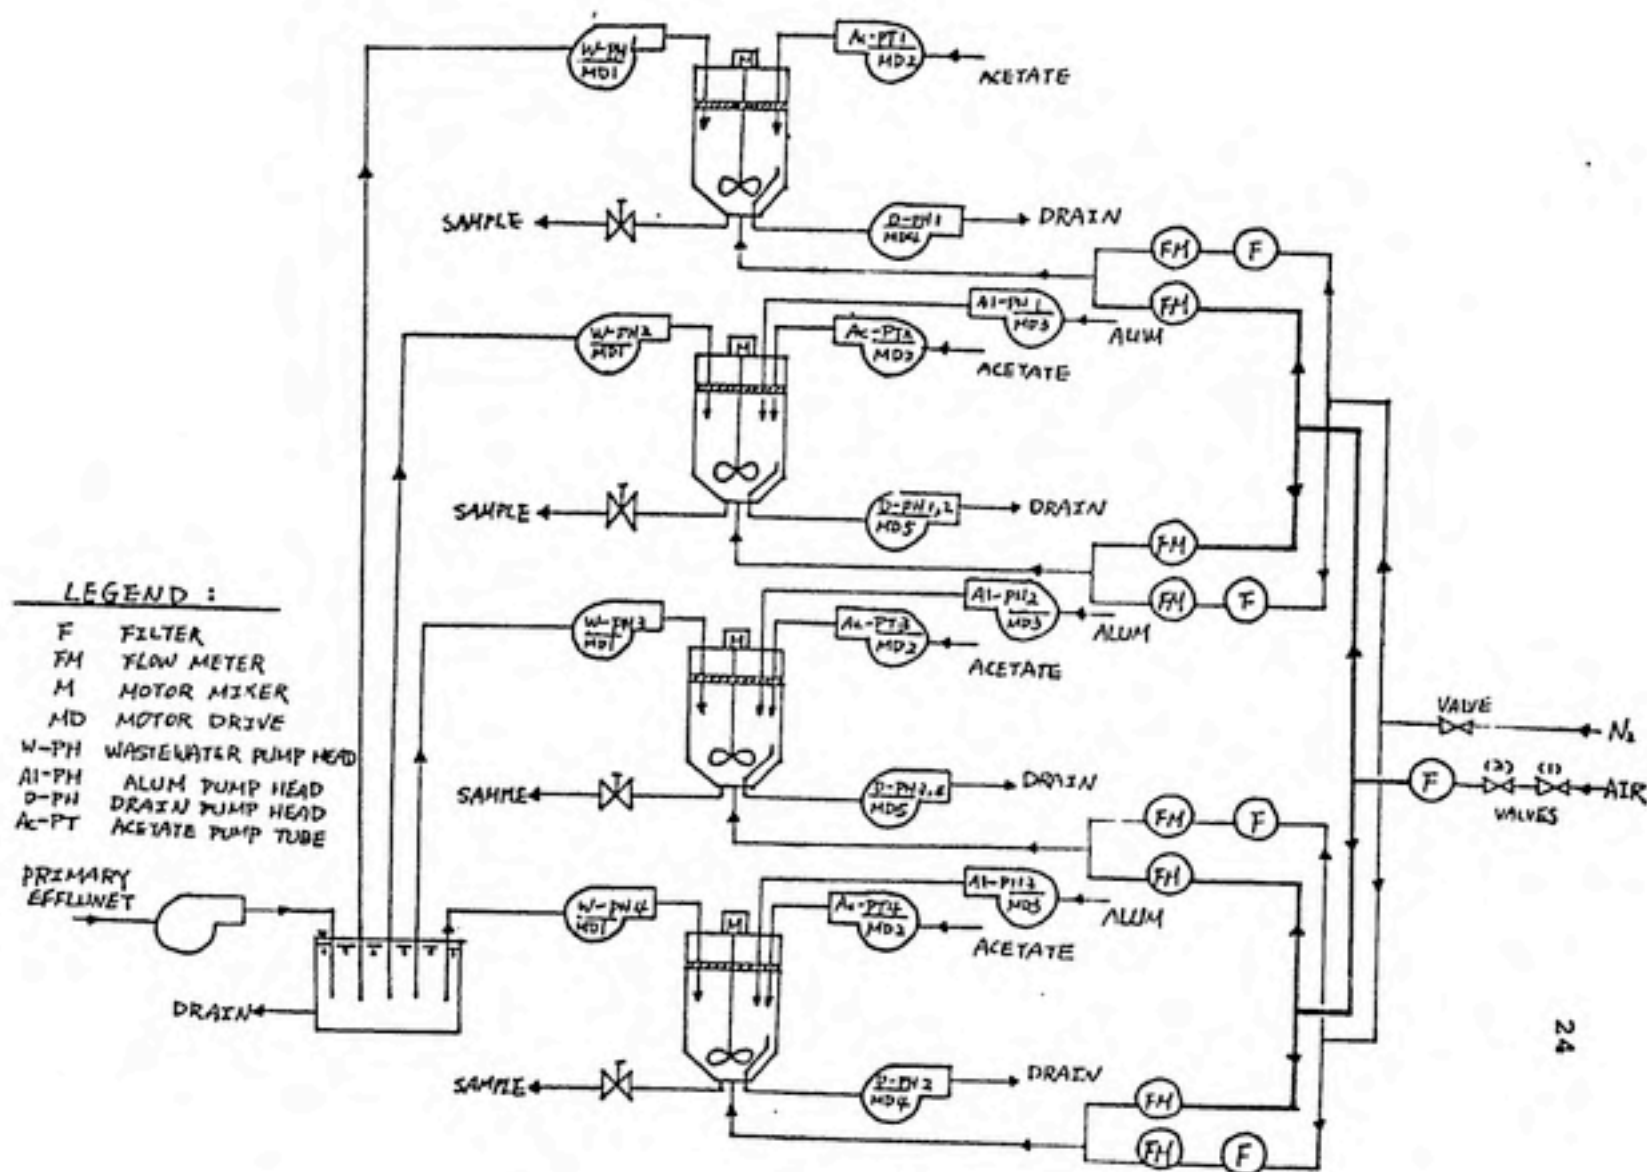 W-PH1
MD1
M
Ac-PT1
MD2
ACETATE
SAMPLE
D-PH1
MD4
DRAIN
FM
F
FM
W-PH2
MD1
M
Al-PH1
MD3
ALUM
Ac-PT2
MD2
ACETATE
SAMPLE
D-PH1,2
MD5
DRAIN
FM
FM
F
LEGEND :
F FILTER
FM FLOW METER
M MOTOR MIXER
MD MOTOR DRIVE
W-PH WASTEWATER PUMP HEAD
Al-PH ALUM PUMP HEAD
D-PH DRAIN PUMP HEAD
Ac-PT ACETATE PUMP TUBE
W-PH3
MD1
M
Al-PH2
MD3
ALUM
Ac-PT3
MD2
ACETATE
VALVE
N₂
F
(2) (1)
VALVES
AIR
SAMPLE
MD5
DRAIN
FM
F
FM
PRIMARY
EFFLUNET
DRAIN
W-PH4
MD1
M
Al-PH3
MD3
ALUM
Ac-PT4
MD2
ACETATE
SAMPLE
D-PH2
MD4
DRAIN
FM
FM
F
24